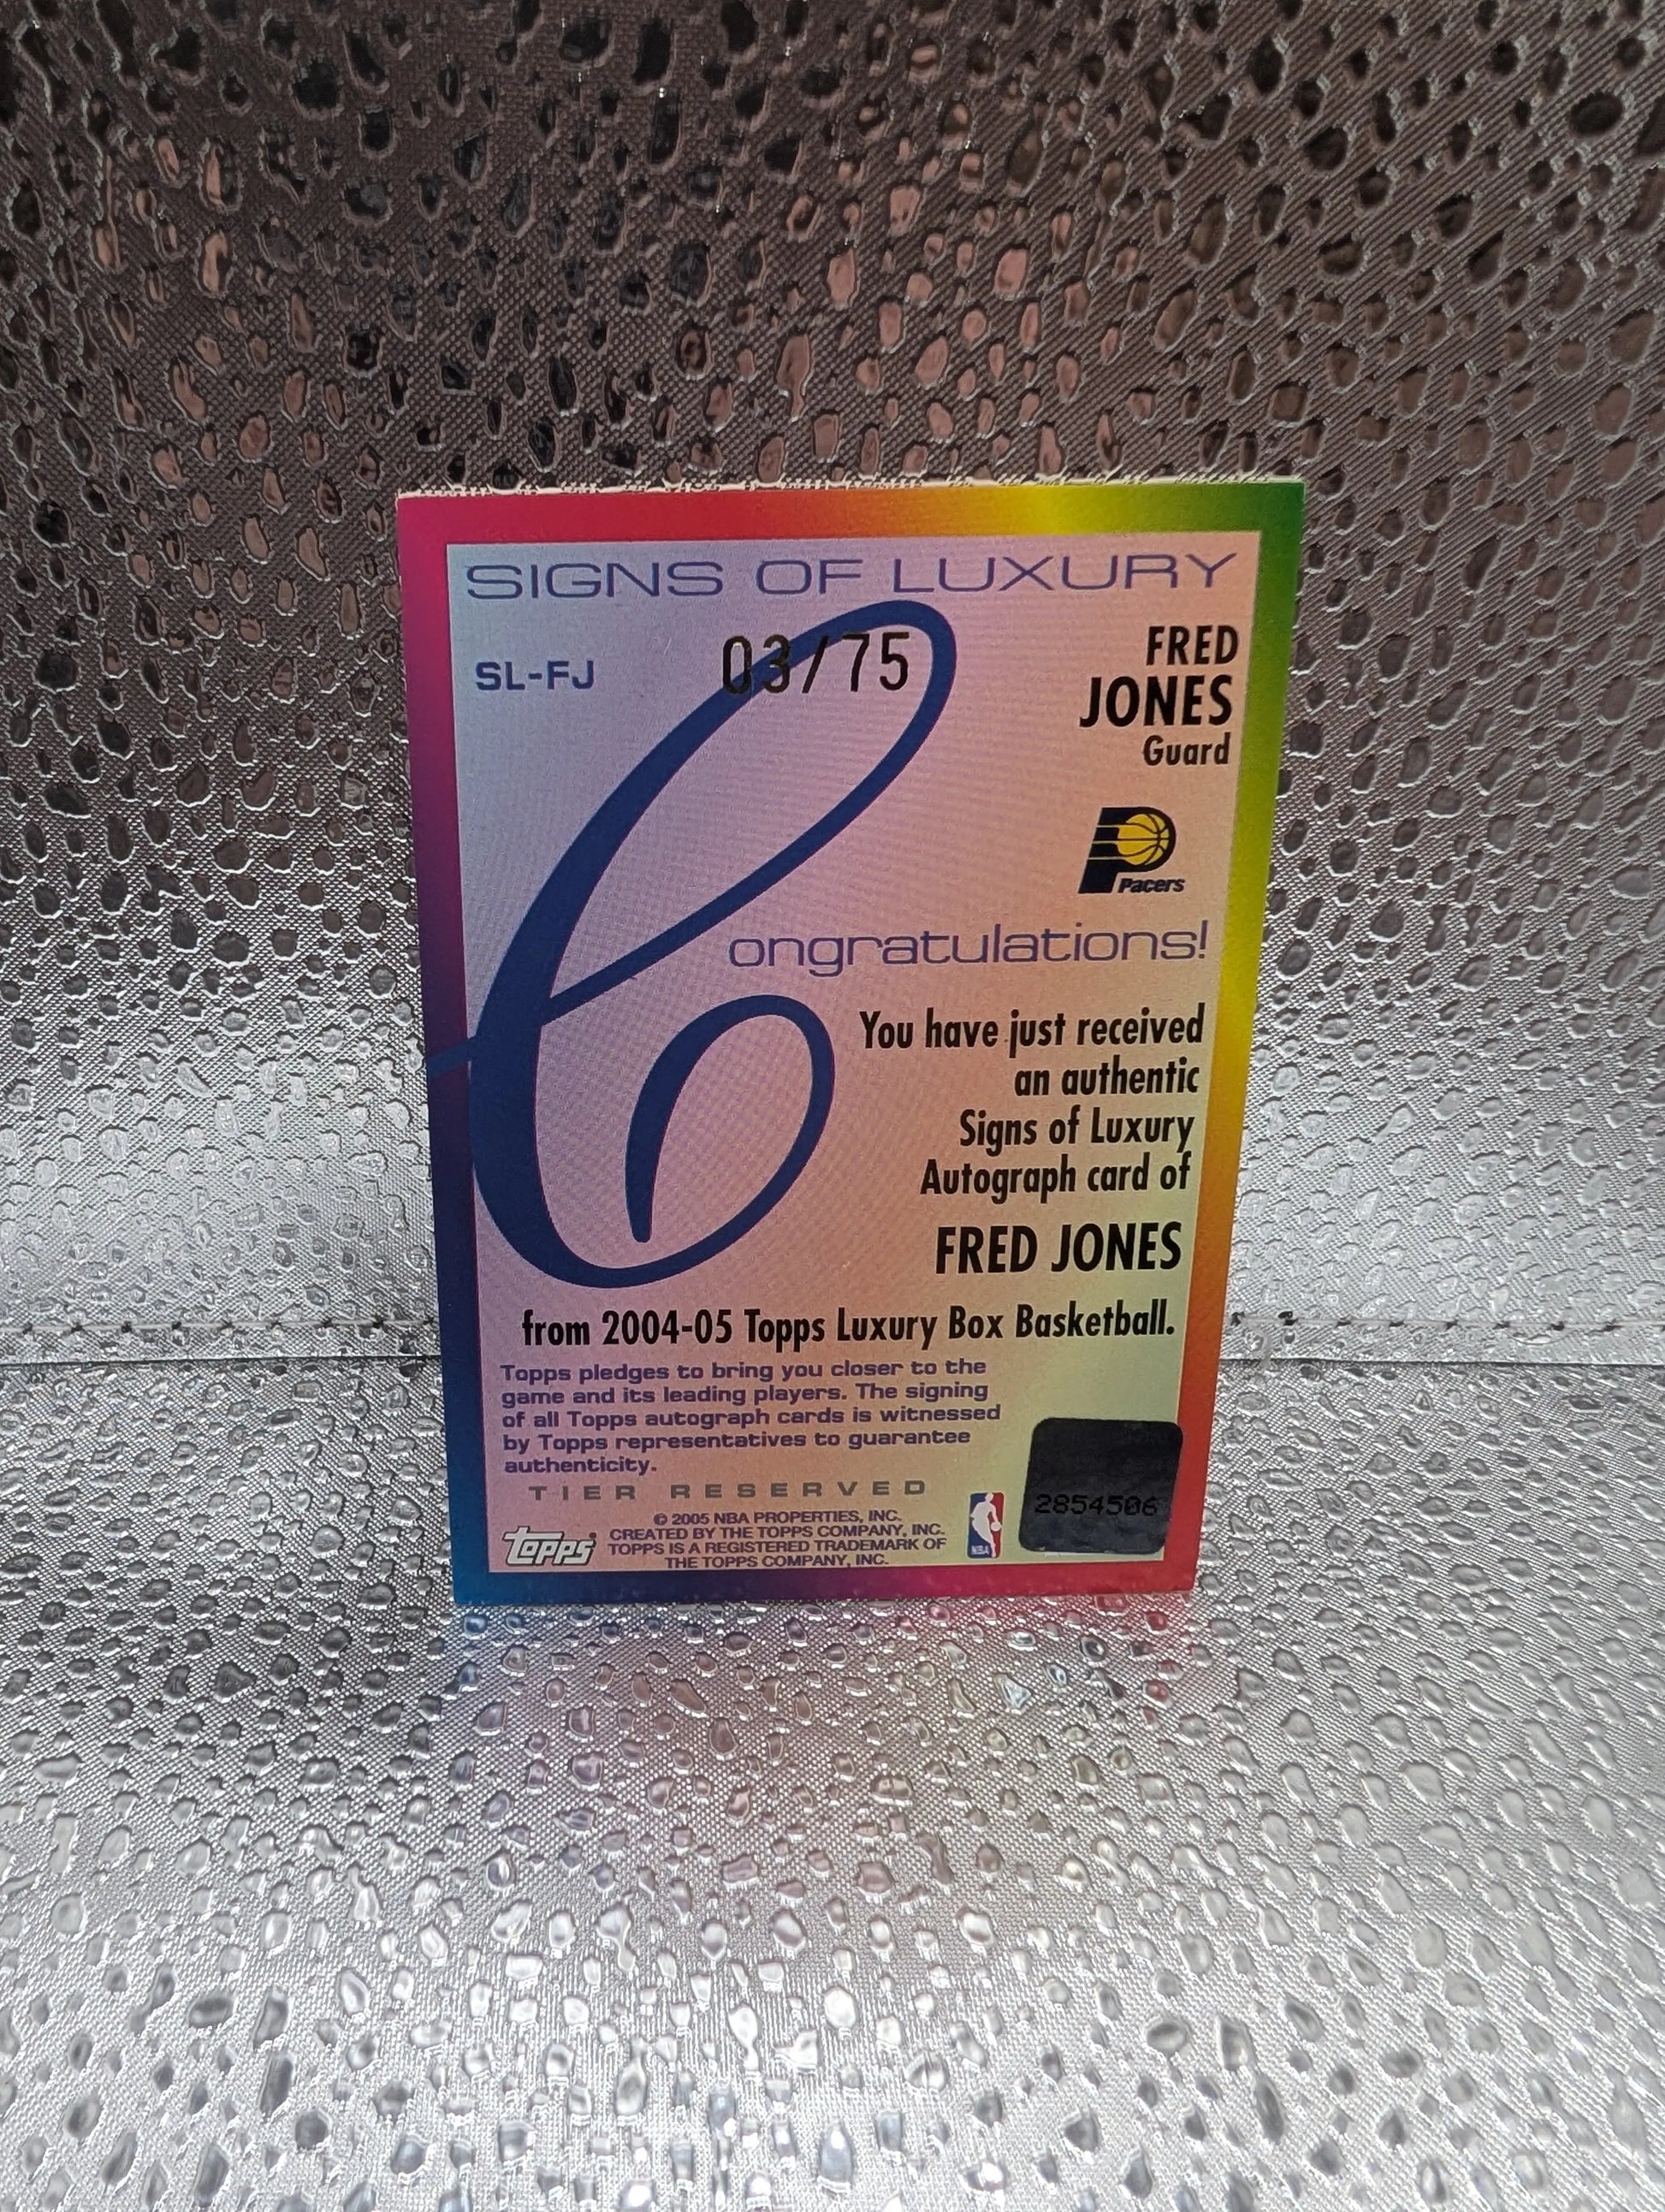 SIGNS OF LUXURY
SL-FJ
03/75
FRED
JONES
Guard
Pacers
Congratulations!
You have just received
an authentic
Signs of Luxury
Autograph card of
FRED JONES
from 2004-05 Topps Luxury Box Basketball.
Topps pledges to bring you closer to the
game and its leading players. The signing
of all Topps autograph cards is witnessed
by Topps representatives to guarantee
authenticity.
TIER RESERVED
© 2005 NBA PROPERTIES, INC.
CREATED BY THE TOPPS COMPANY, INC.
TOPPS IS A REGISTERED TRADEMARK OF
THE TOPPS COMPANY, INC.
topps
NBA
2854506